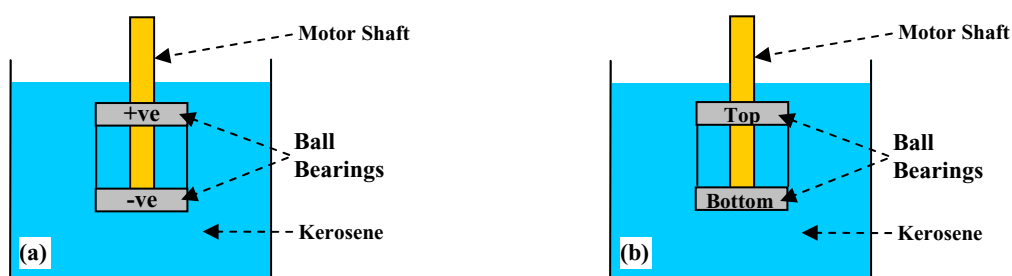 Motor Shaft
+ve
Ball
Bearings
-ve
Kerosene
(a)
Motor Shaft
Top
Ball
Bearings
Bottom
Kerosene
(b)